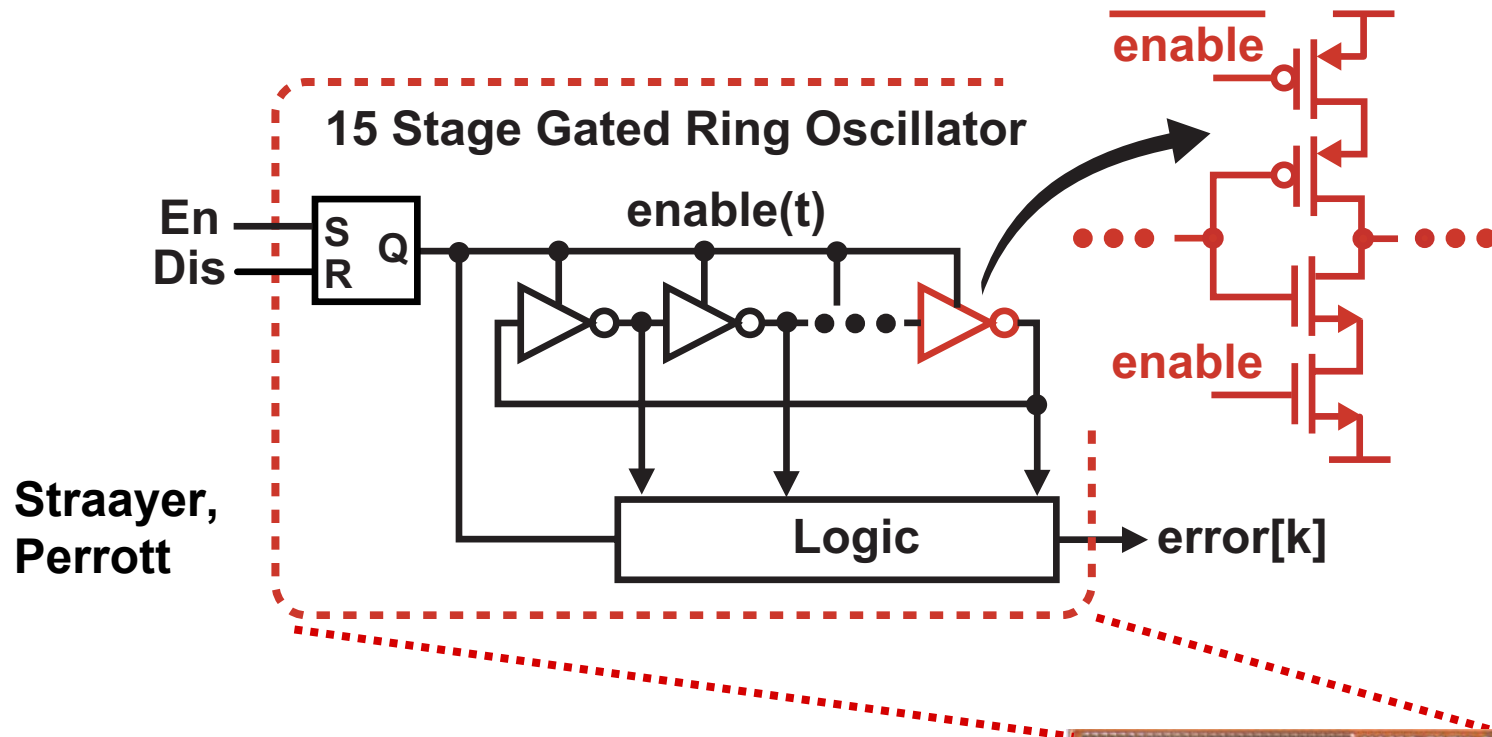 enable
15 Stage Gated Ring Oscillator
En
Dis
S
R
Q
enable(t)
enable
Straayer,
Perrott
Logic
error[k]